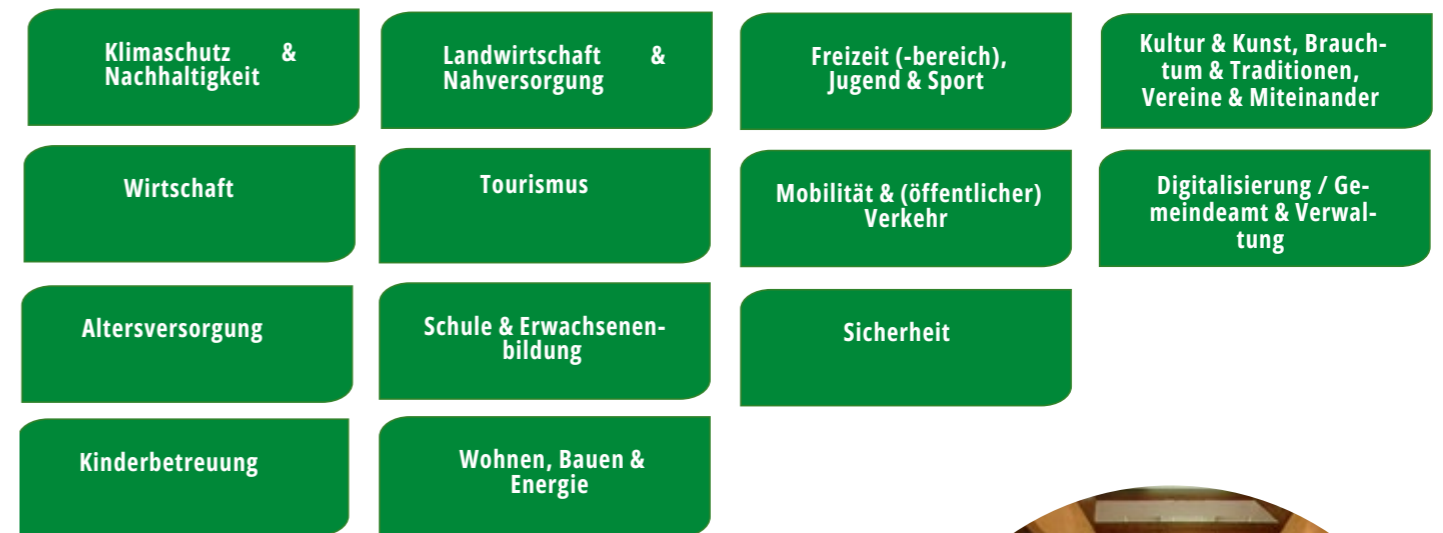 Klimaschutz &
Nachhaltigkeit
Landwirtschaft &
Nahversorgung
Freizeit (-bereich),
Jugend & Sport
Kultur & Kunst, Brauch-
tum & Traditionen,
Vereine & Miteinander
Wirtschaft
Tourismus
Mobilität & (öffentlicher)
Verkehr
Digitalisierung / Ge-
meindeamt & Verwal-
tung
Altersversorgung
Schule & Erwachsenen-
bildung
Sicherheit
Kinderbetreuung
Wohnen, Bauen &
Energie